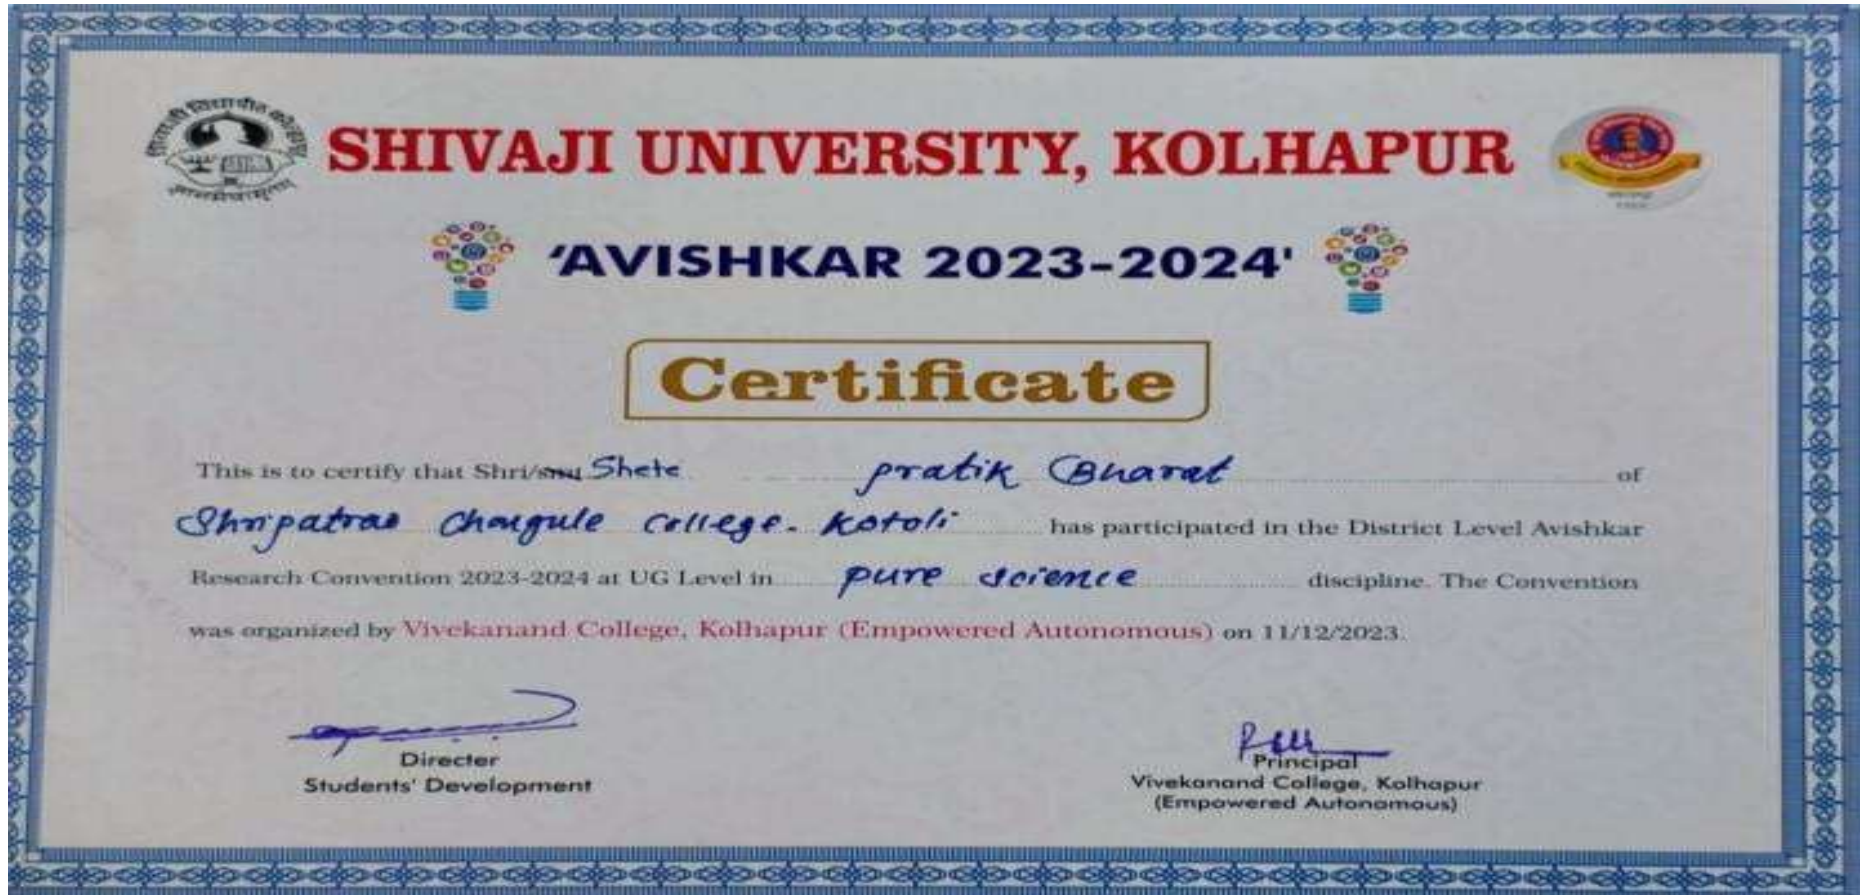 शिवाजी विद्यापीठ कोल्हापूर
SHIVAJI UNIVERSITY, KOLHAPUR
'AVISHKAR 2023-2024'
Certificate
This is to certify that Shri/Smt Shete pratik Bharat of
Shripatrao Chougule College. Kotoli has participated in the District Level Avishkar
Research Convention 2023-2024 at UG Level in pure science discipline. The Convention
was organized by Vivekanand College, Kolhapur (Empowered Autonomous) on 11/12/2023.
Directer
Students' Development
Principal
Vivekanand College, Kolhapur
(Empowered Autonomous)